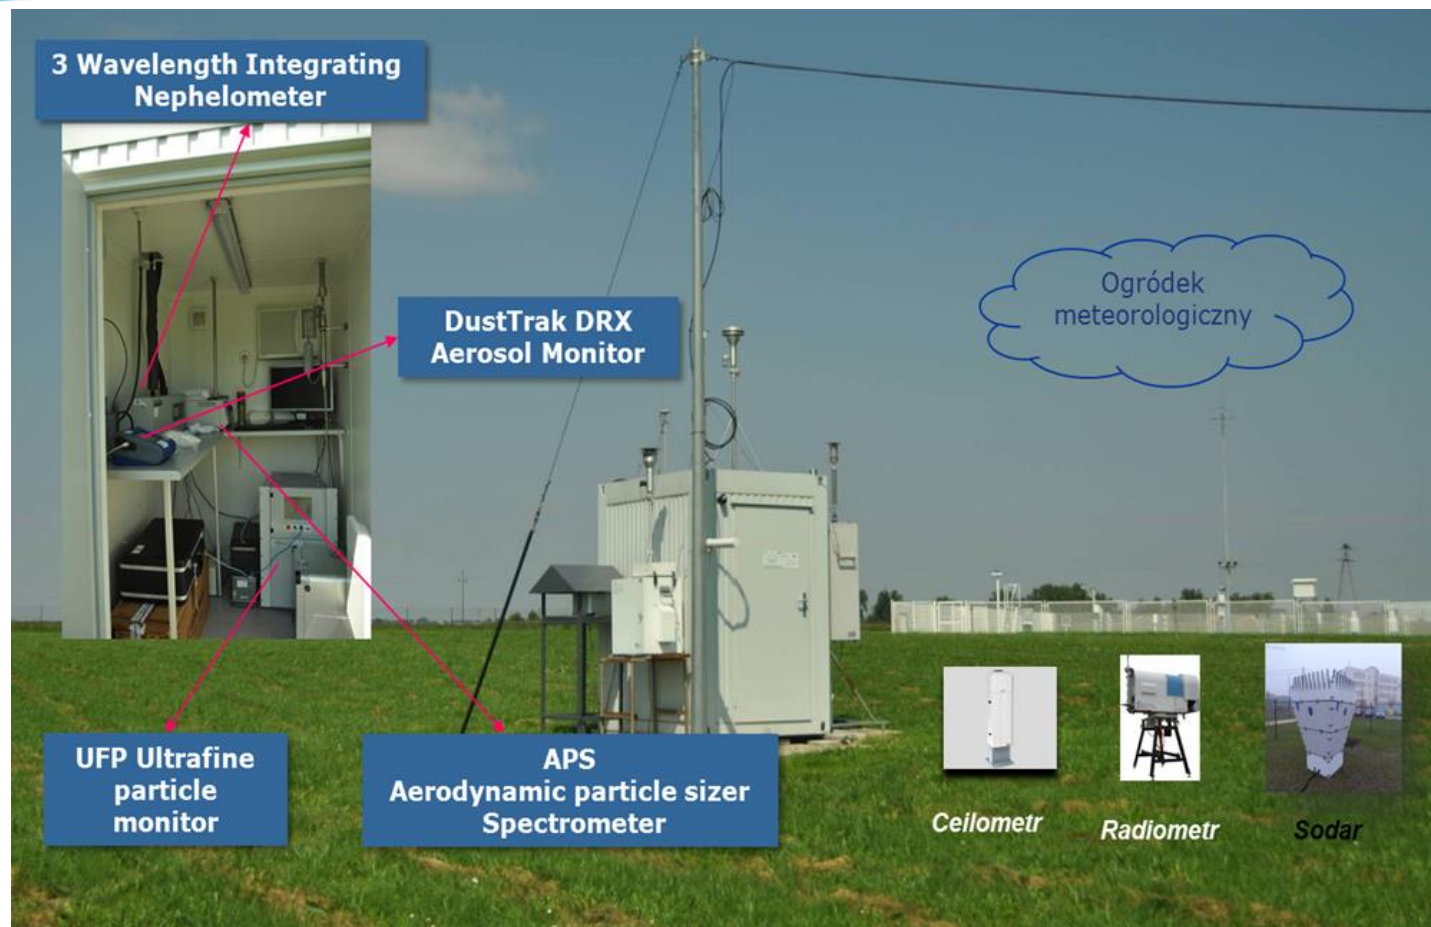 3 Wavelength Integrating
Nephelometer
DustTrak DRX
Aerosol Monitor
Ogródek
meteorologiczny
UFP Ultrafine
particle
monitor
APS
Aerodynamic particle sizer
Spectrometer
Ceilometr
Radiometr
Sodar